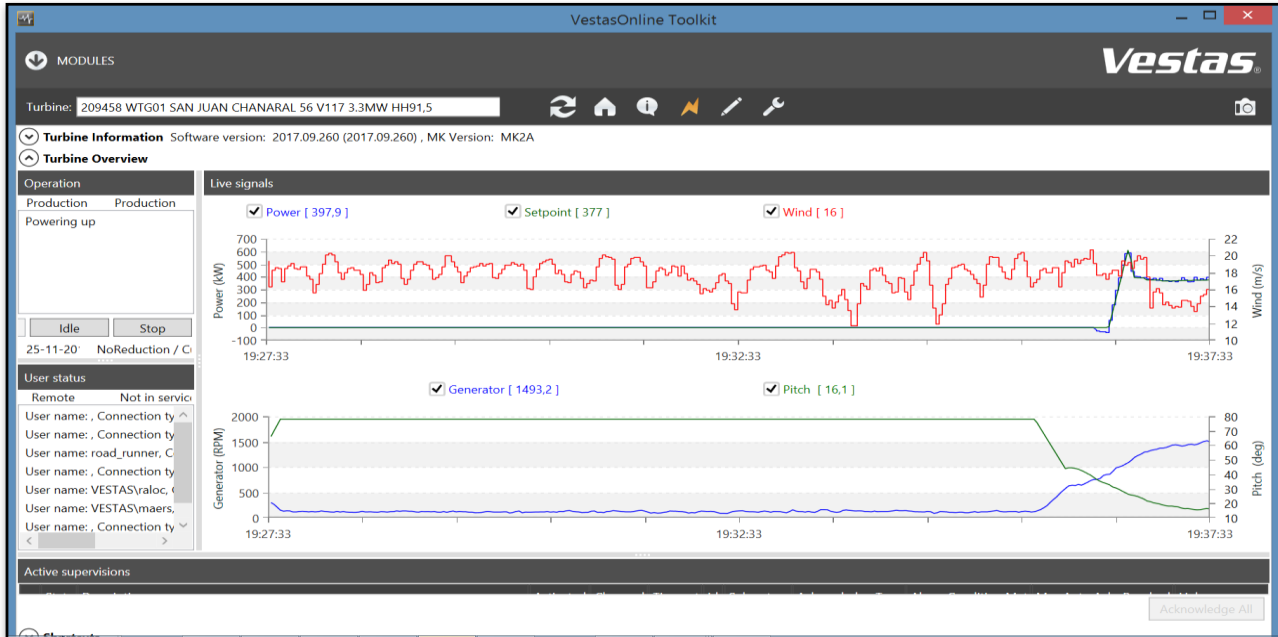 VestasOnline Toolkit
MODULES
Vestas®
Turbine: 209458 WTG01 SAN JUAN CHANARAL 56 V117 3.3MW HH91,5
Turbine Information Software version: 2017.09.260 (2017.09.260) , MK Version: MK2A
Turbine Overview
Operation
Production Production
Powering up
Idle Stop
25-11-20 NoReduction / C
User status
Remote Not in servic
User name: , Connection ty
User name: , Connection ty
User name: road_runner, C
User name: , Connection ty
User name: VESTAS\raloc,
User name: VESTAS\maers,
User name: , Connection ty
Live signals
Power [ 397,9 ] Setpoint [ 377 ] Wind [ 16 ]
Power (kW)
700
600
500
400
300
200
100
0
-100
22
20
18
16
14
12
10
Wind (m/s)
19:27:33 19:32:33 19:37:33
Generator [ 1493,2 ] Pitch [ 16,1 ]
Generator (RPM)
2000
1500
1000
500
0
80
70
60
50
40
30
20
10
Pitch (deg)
19:27:33 19:32:33 19:37:33
Active supervisions
Acknowledge All